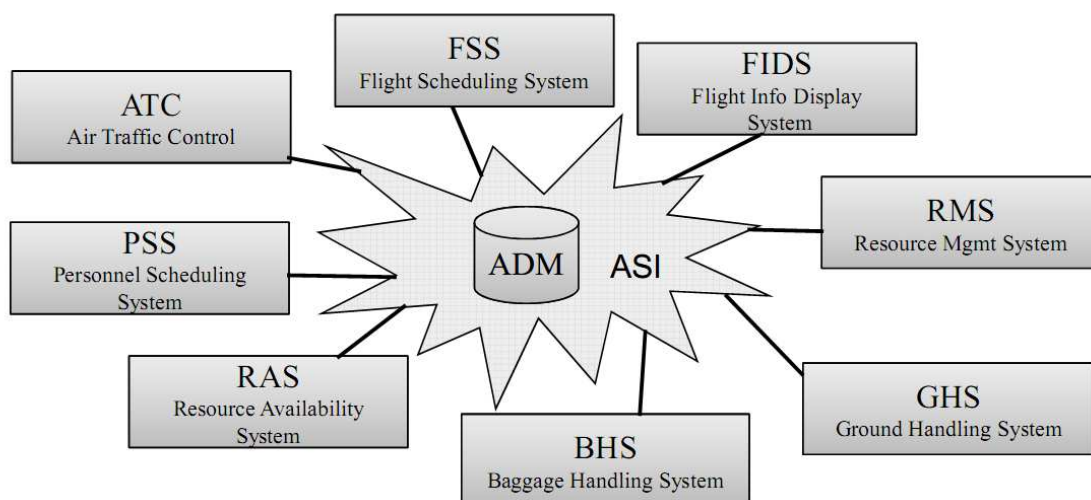 FSS
Flight Scheduling System
FIDS
Flight Info Display
System
ATC
Air Traffic Control
RMS
Resource Mgmt System
PSS
Personnel Scheduling
System
ADM
ASI
RAS
Resource Availability
System
GHS
Ground Handling System
BHS
Baggage Handling System